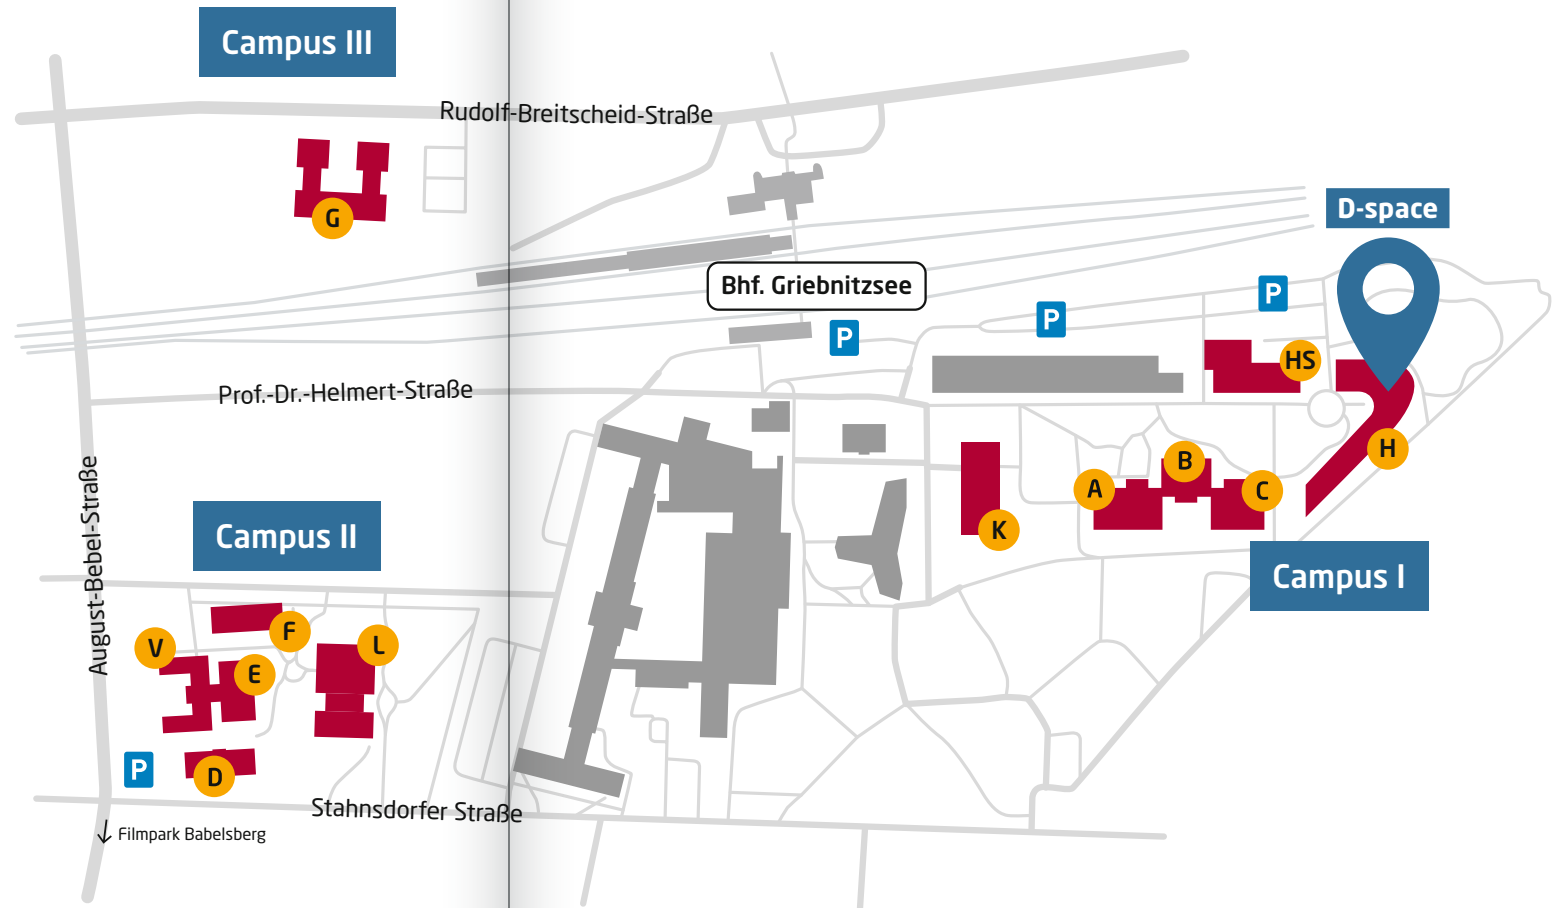 Campus III
Rudolf-Breitscheid-Straße
G
D-space
Bhf. Griebnitzsee
P
P
P
HS
Prof.-Dr.-Helmert-Straße
H
B
A
C
K
August-Bebel-Straße
Campus II
Campus I
F
V
L
E
P
D
Stahnsdorfer Straße
↓ Filmpark Babelsberg